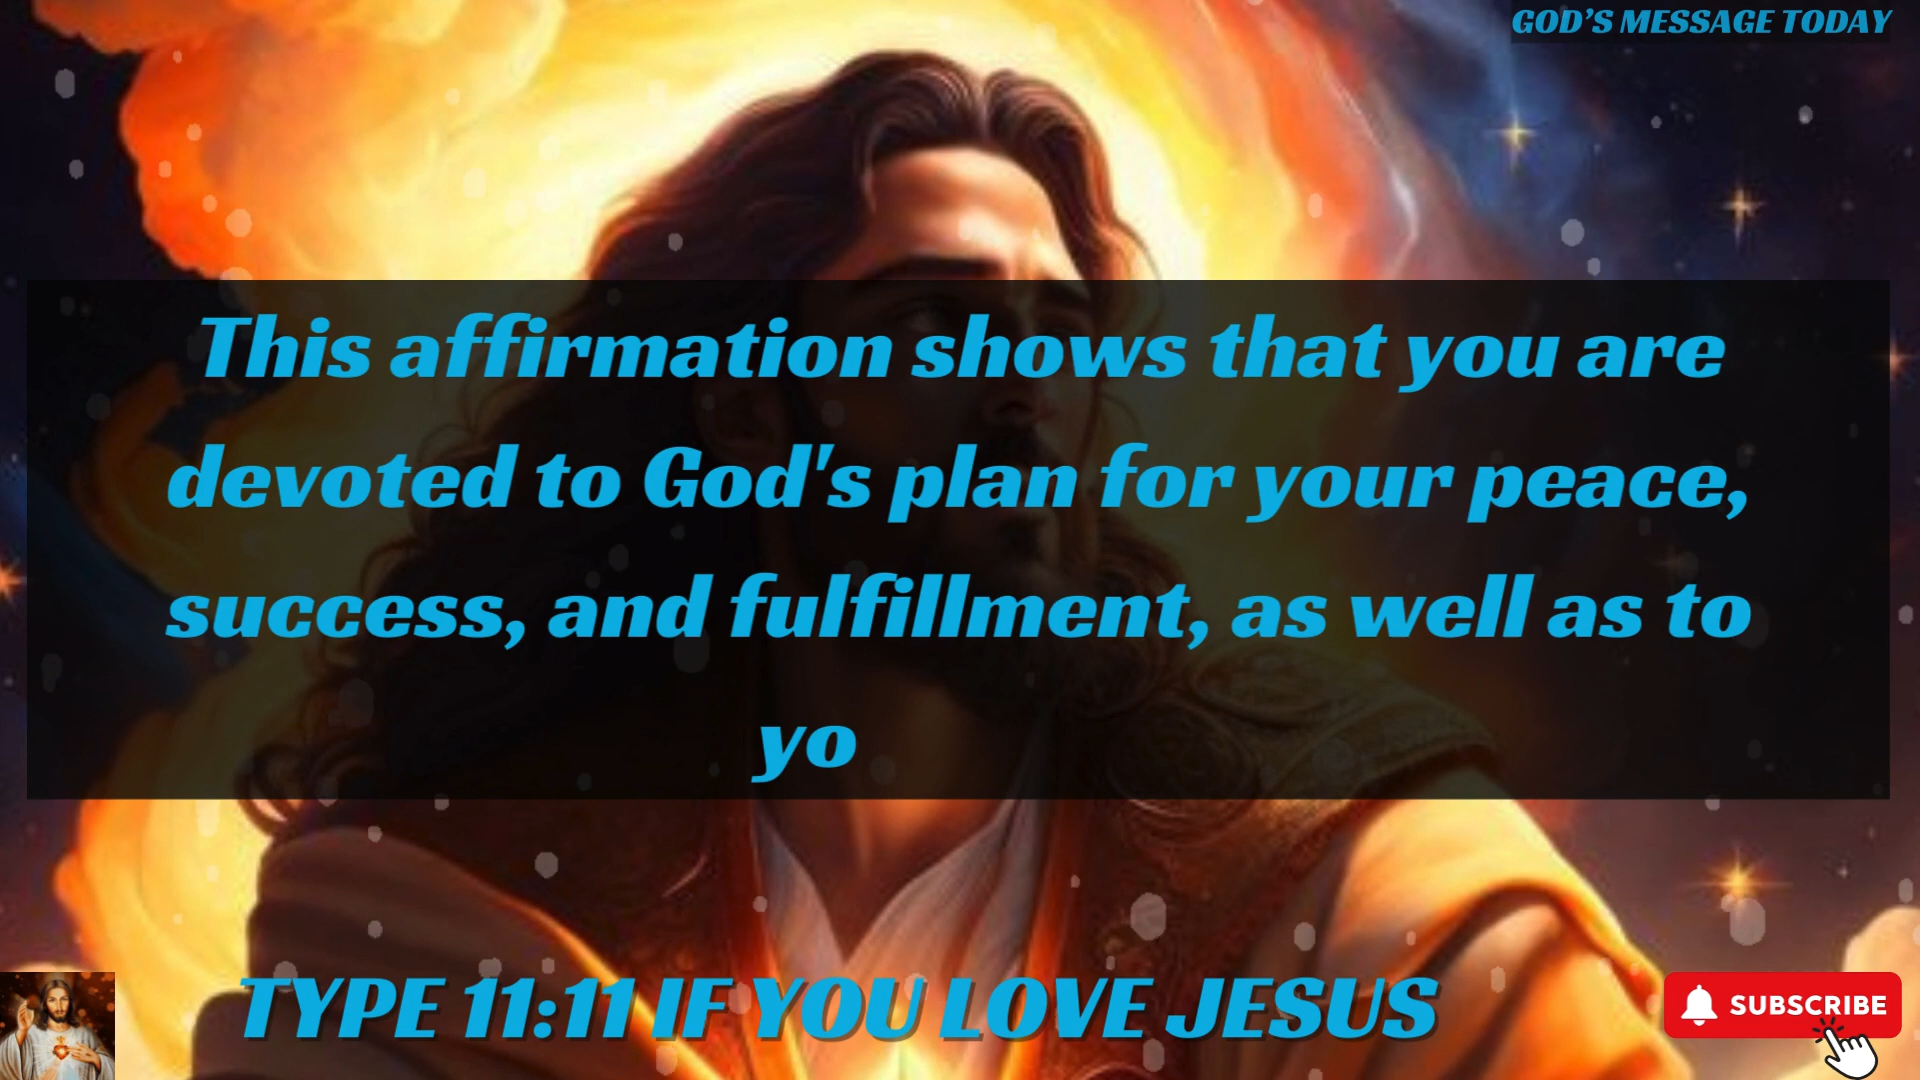 GOD'S MESSAGE TODAY
This affirmation shows that you are
devoted to God's plan for your peace,
success, and fulfillment, as well as to
yo
TYPE 11:11 IF YOU LOVE JESUS
SUBSCRIBE